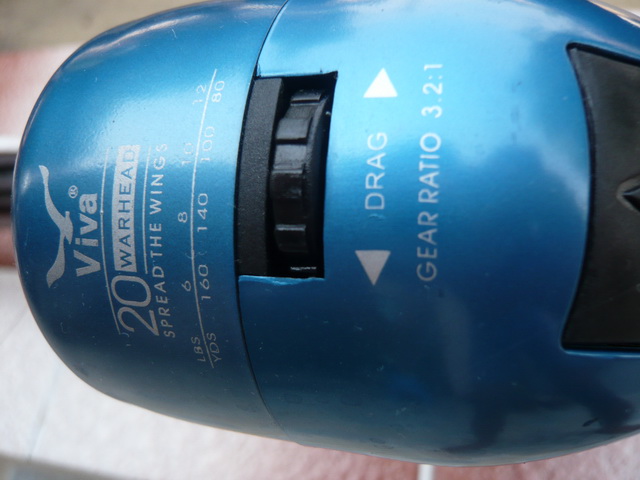 Viva®
20 WARHEAD
SPREAD THE WINGS
LBS 6 8 10 12
YDS 160 140 100 80
DRAG
GEAR RATIO 3.2:1